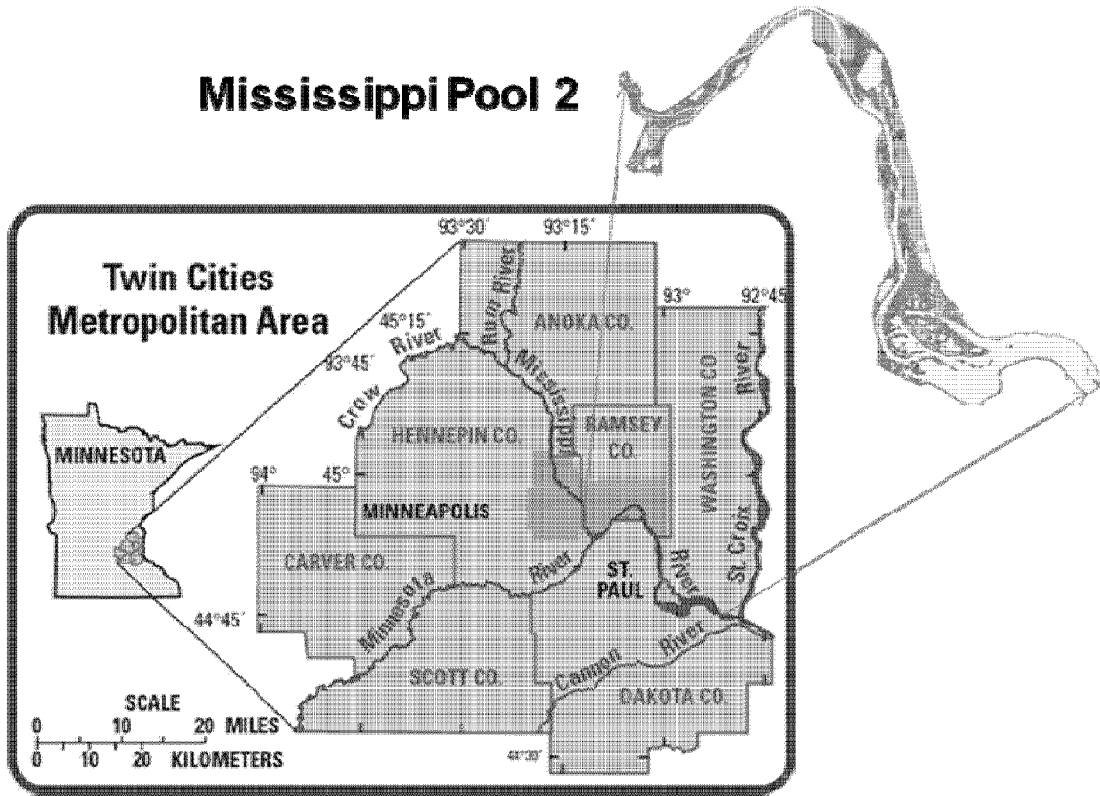 Mississippi Pool 2
93°30´
93°15´
Twin Cities
Metropolitan Area
Rum River
93°
92°45´
45°15´
ANOKA CO.
93°45´
Crow River
Mississippi
River
WASHINGTON CO
RAMSEY
CO.
MINNESOTA
HENNEPIN CO.
94°
45°
MINNEAPOLIS
St. Croix
CARVER CO.
River
ST.
PAUL
River
44°45´
Minnesota
Cannon River
SCOTT CO.
DAKOTA CO.
SCALE
0 10 20 MILES
0 10 20 KILOMETERS